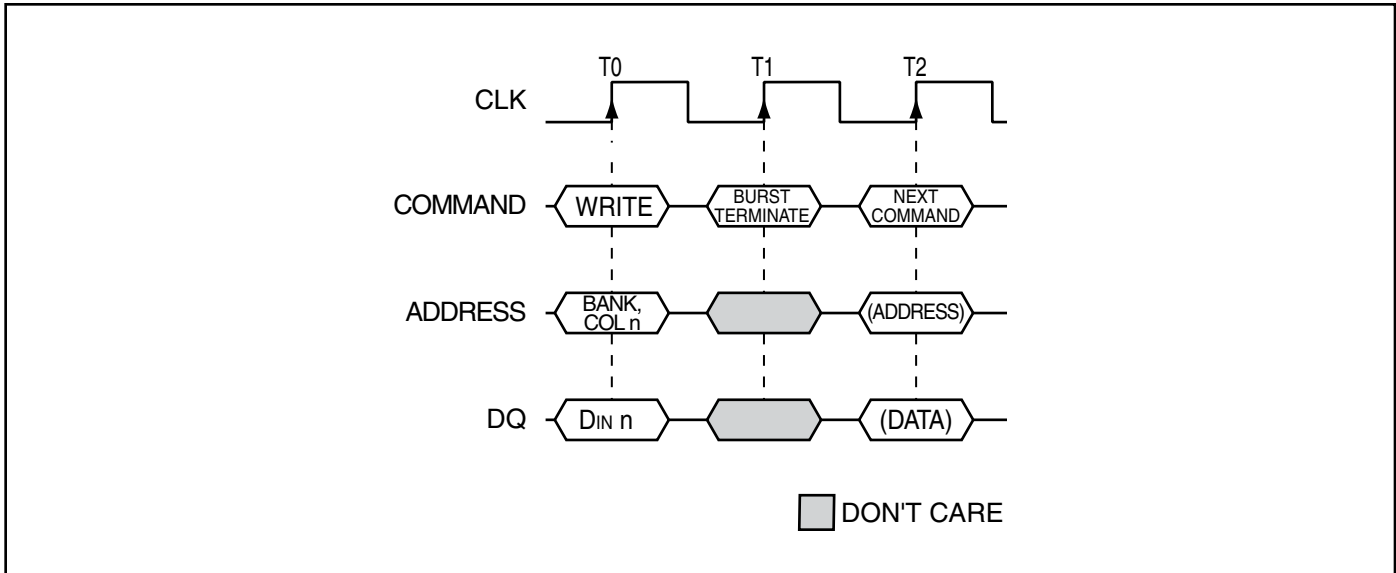 T0 T1 T2
CLK
COMMAND WRITE BURST TERMINATE NEXT COMMAND
ADDRESS BANK, COL n (ADDRESS)
DQ DIN n (DATA)
DON'T CARE